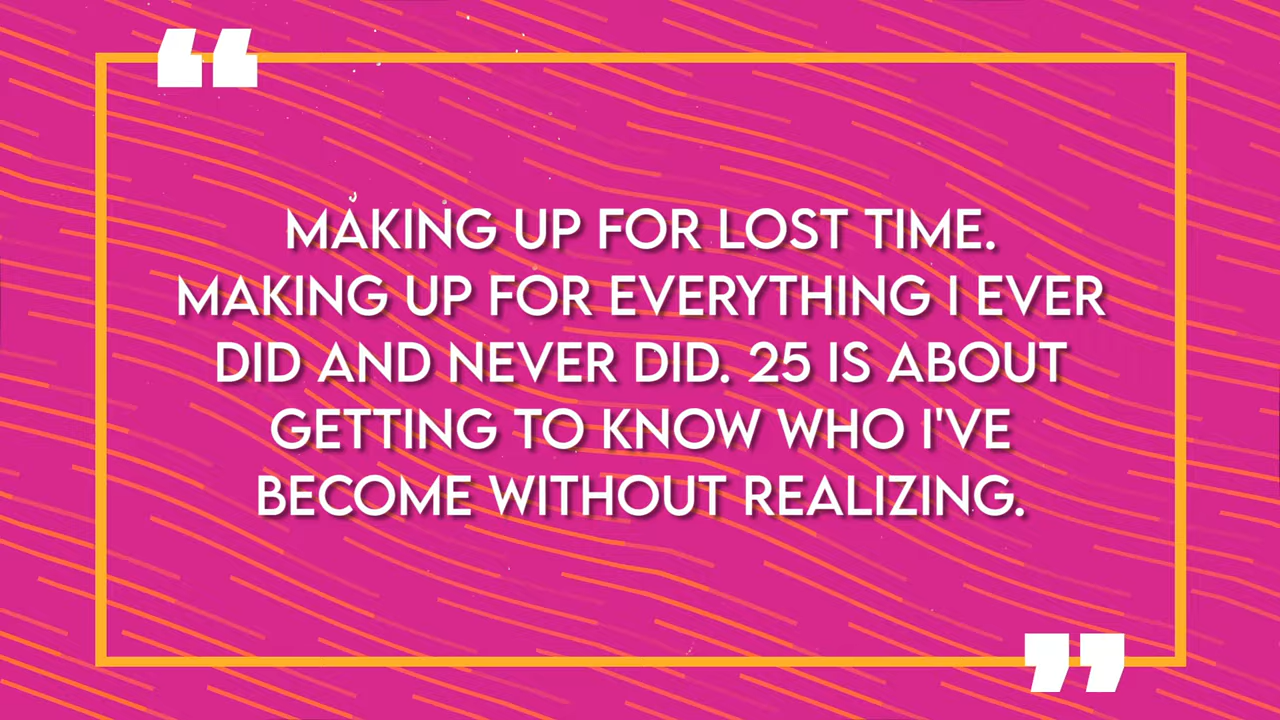 “
MAKING UP FOR LOST TIME.
MAKING UP FOR EVERYTHING I EVER
DID AND NEVER DID. 25 IS ABOUT
GETTING TO KNOW WHO I'VE
BECOME WITHOUT REALIZING.
”